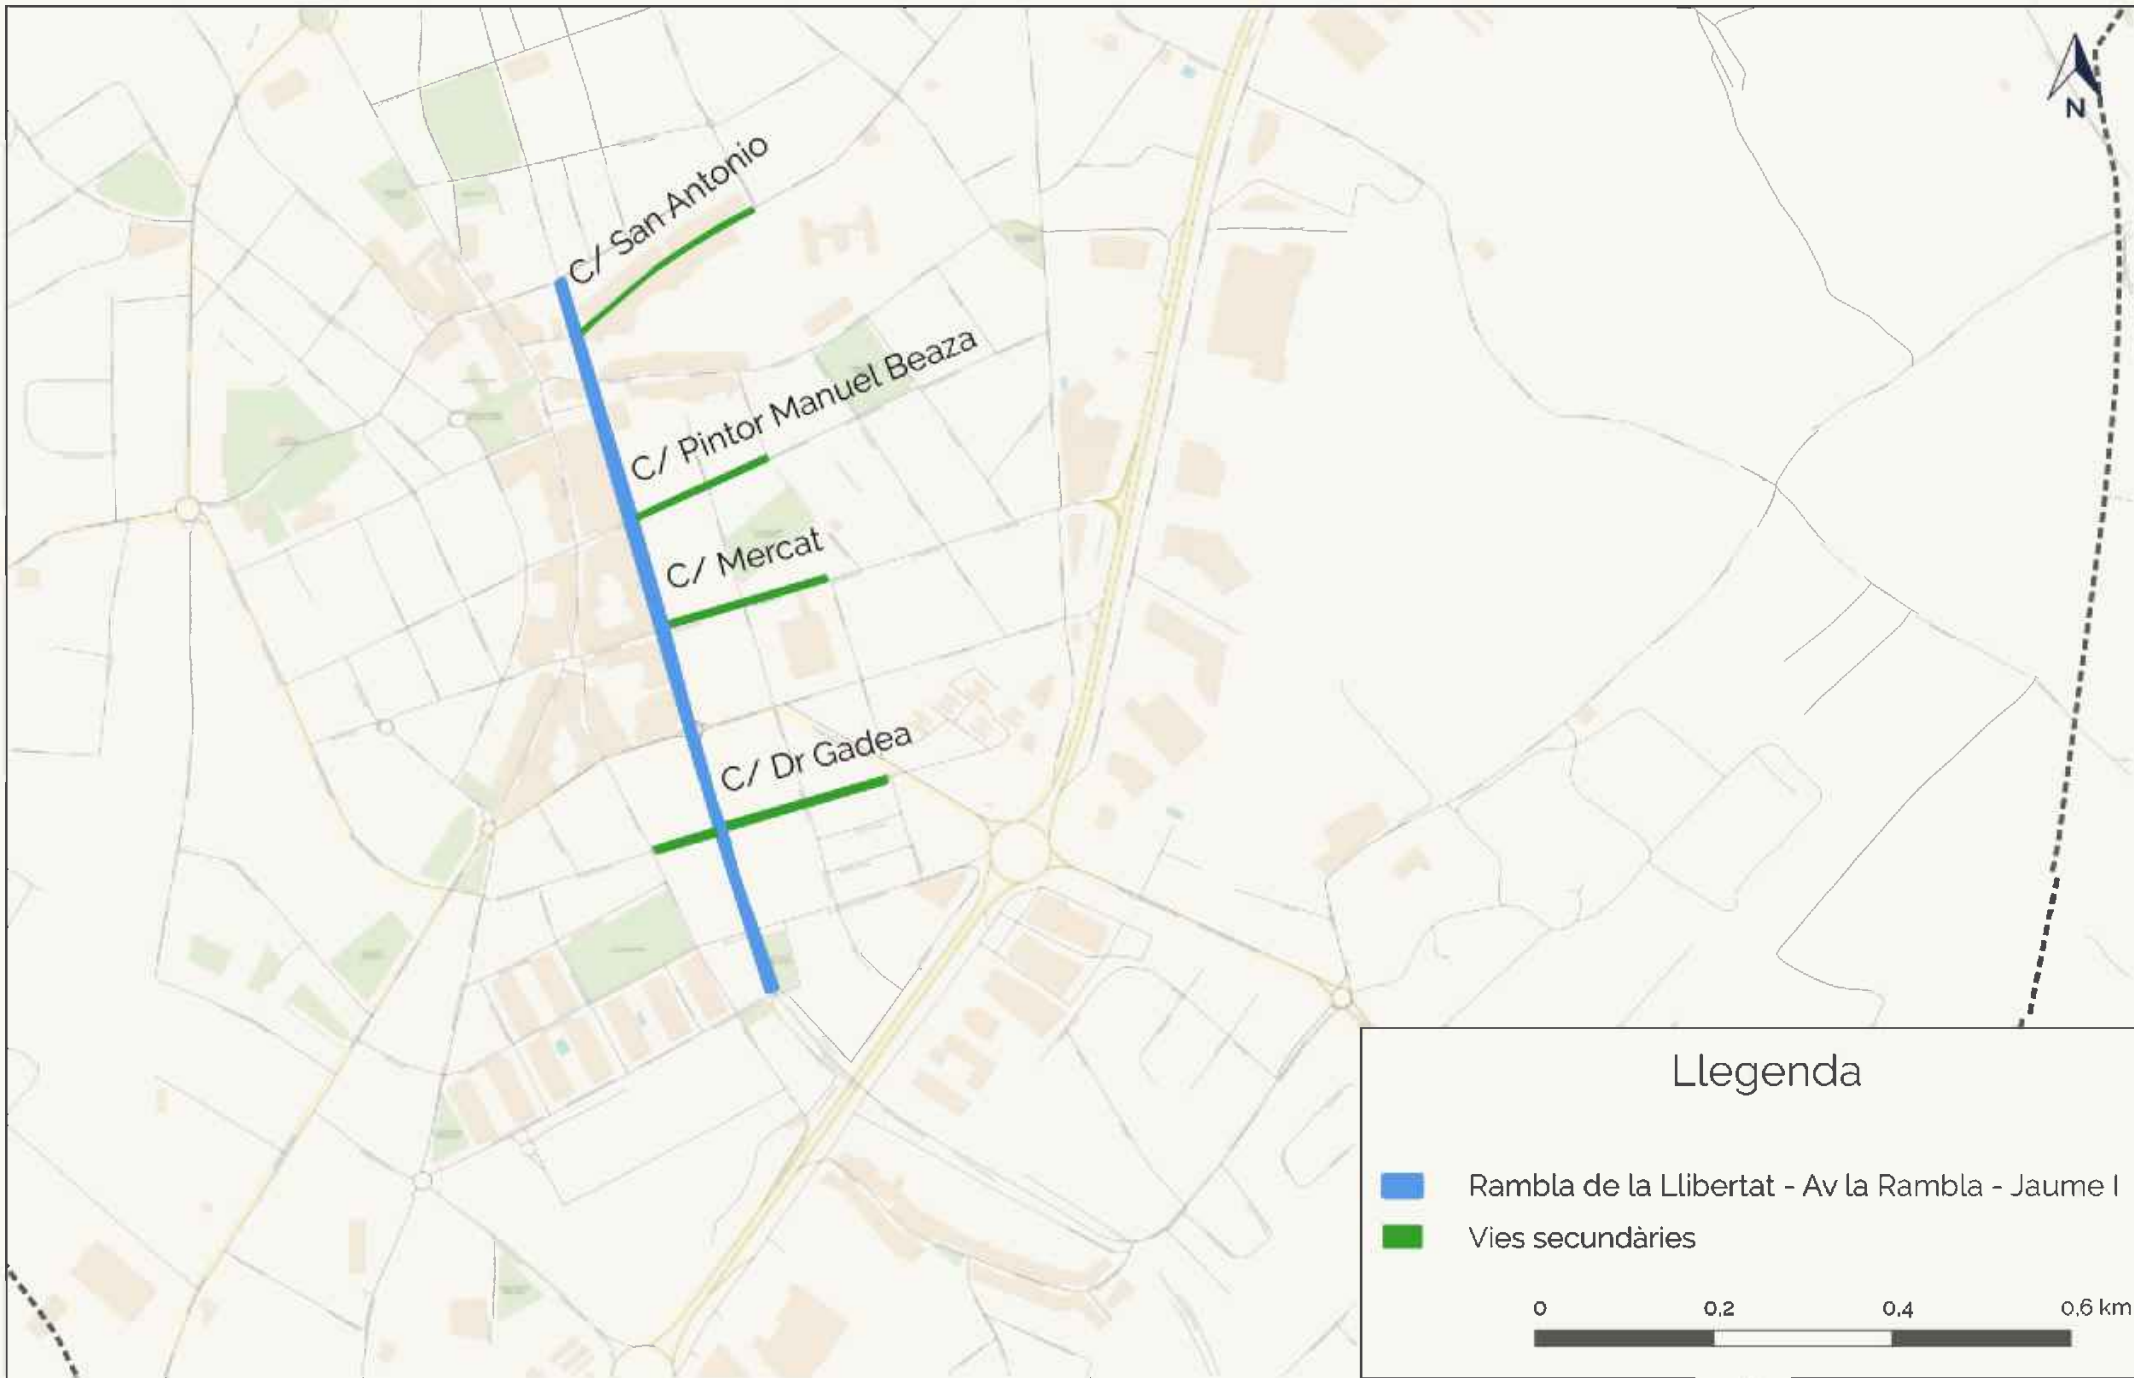 N
C/ San Antonio
C/ Pintor Manuel Beaza
C/ Mercat
C/ Dr Gadea
Llegenda
Rambla de la Llibertat - Av la Rambla - Jaume I
Vies secundàries
0 0,2 0,4 0,6 km